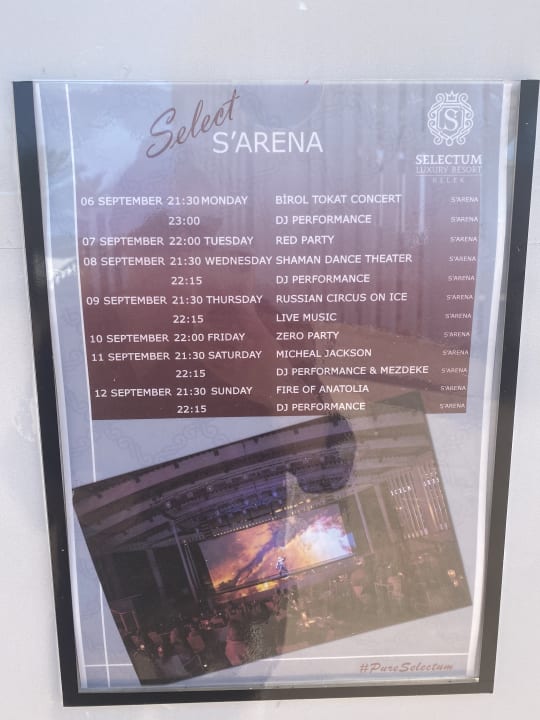 Select
S'ARENA
S
SELECTUM
LUXURY RESORT
BELEK
06 SEPTEMBER 21:30 MONDAY BİROL TOKAT CONCERT S'ARENA
23:00 DJ PERFORMANCE S'ARENA
07 SEPTEMBER 22:00 TUESDAY RED PARTY S'ARENA
08 SEPTEMBER 21:30 WEDNESDAY SHAMAN DANCE THEATER S'ARENA
22:15 DJ PERFORMANCE S'ARENA
09 SEPTEMBER 21:30 THURSDAY RUSSIAN CIRCUS ON ICE S'ARENA
22:15 LIVE MUSIC S'ARENA
10 SEPTEMBER 22:00 FRIDAY ZERO PARTY S'ARENA
11 SEPTEMBER 21:30 SATURDAY MICHEAL JACKSON S'ARENA
22:15 DJ PERFORMANCE & MEZDEKE S'ARENA
12 SEPTEMBER 21:30 SUNDAY FIRE OF ANATOLIA S'ARENA
22:15 DJ PERFORMANCE S'ARENA
#PureSelectum